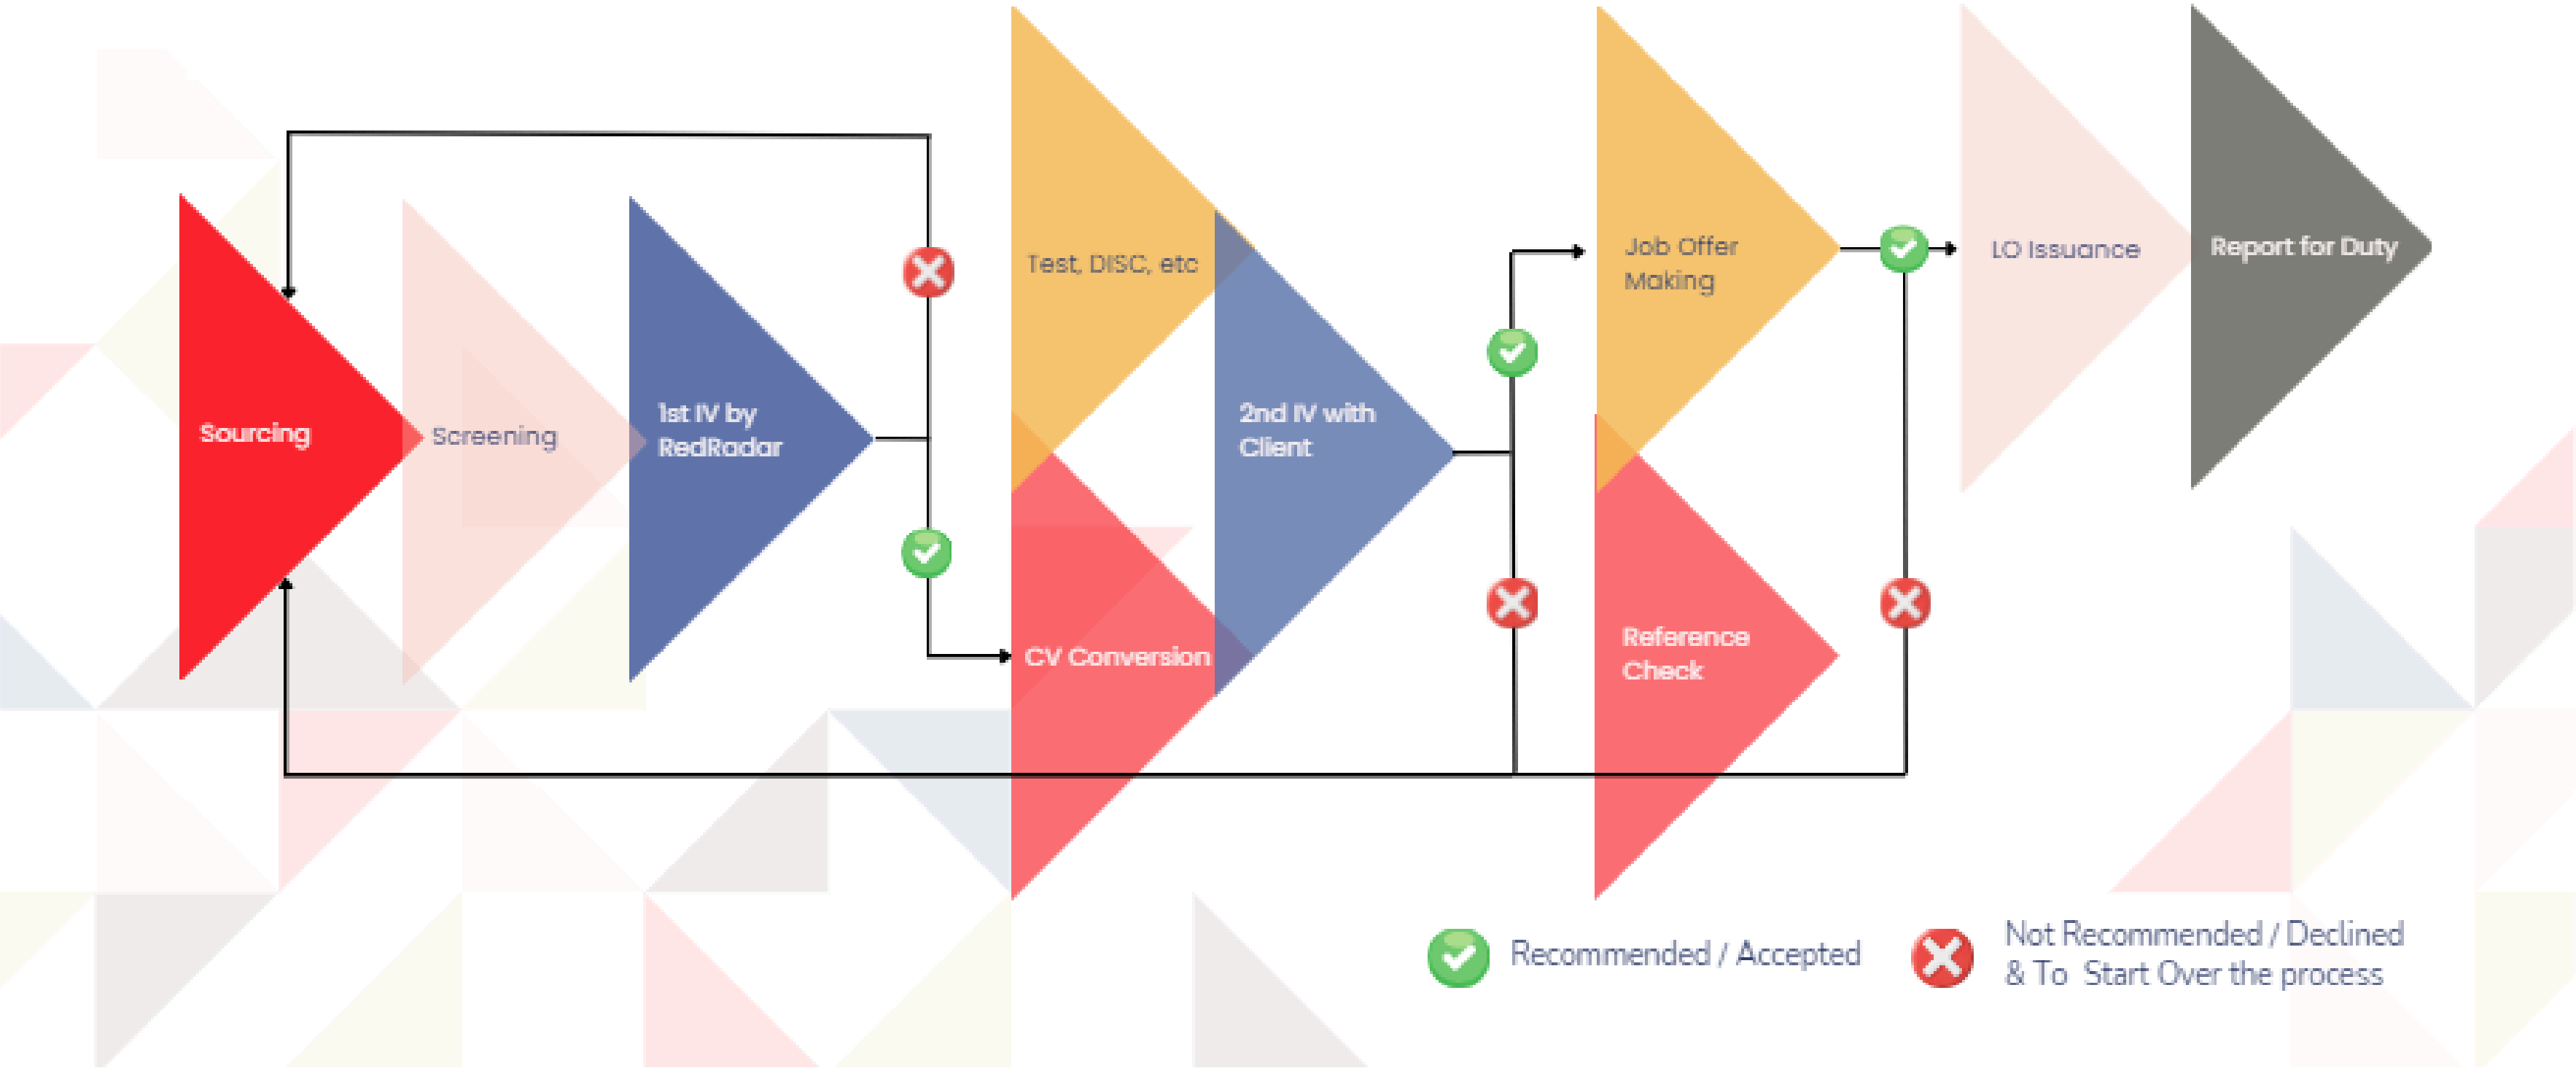 Sourcing
Screening
1st IV by
RedRadar
Test, DISC, etc
CV Conversion
2nd IV with
Client
Job Offer
Making
Reference
Check
LO Issuance
Report for Duty
Recommended / Accepted
Not Recommended / Declined
& To Start Over the process